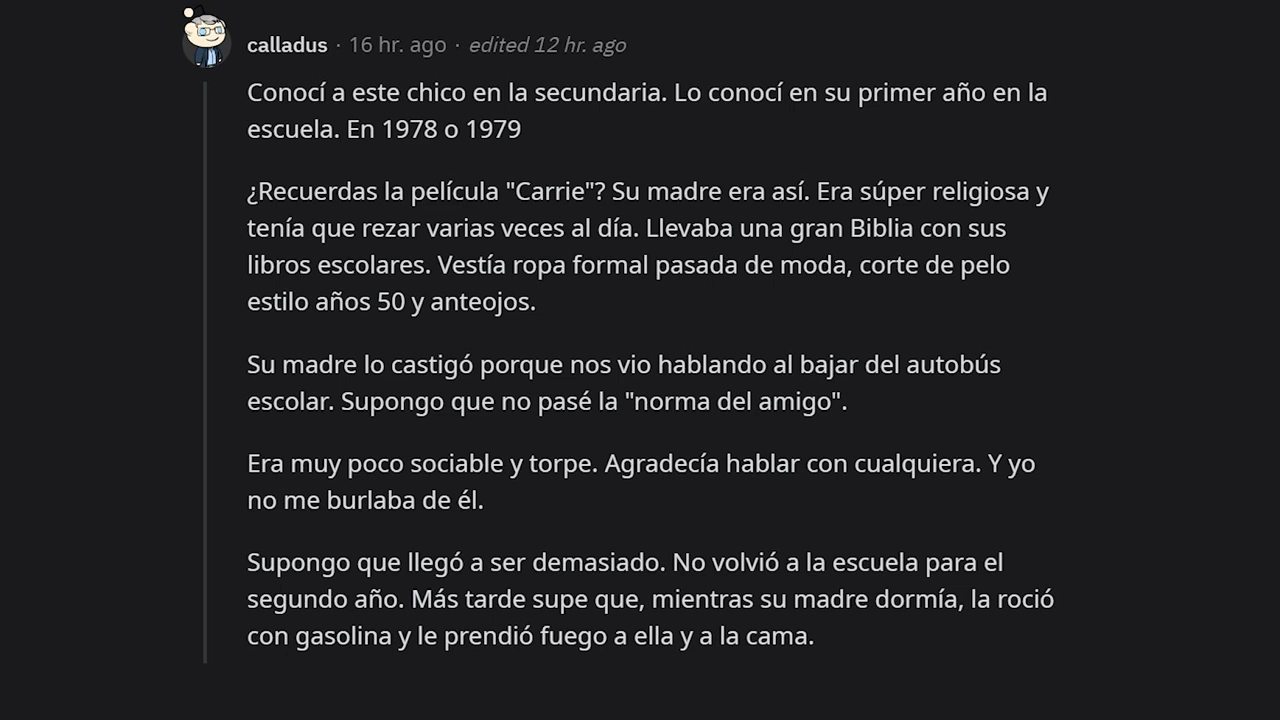 calladus · 16 hr. ago · edited 12 hr. ago
Conocí a este chico en la secundaria. Lo conocí en su primer año en la
escuela. En 1978 o 1979
¿Recuerdas la película "Carrie"? Su madre era así. Era súper religiosa y
tenía que rezar varias veces al día. Llevaba una gran Biblia con sus
libros escolares. Vestía ropa formal pasada de moda, corte de pelo
estilo años 50 y anteojos.
Su madre lo castigó porque nos vio hablando al bajar del autobús
escolar. Supongo que no pasé la "norma del amigo".
Era muy poco sociable y torpe. Agradecía hablar con cualquiera. Y yo
no me burlaba de él.
Supongo que llegó a ser demasiado. No volvió a la escuela para el
segundo año. Más tarde supe que, mientras su madre dormía, la roció
con gasolina y le prendió fuego a ella y a la cama.